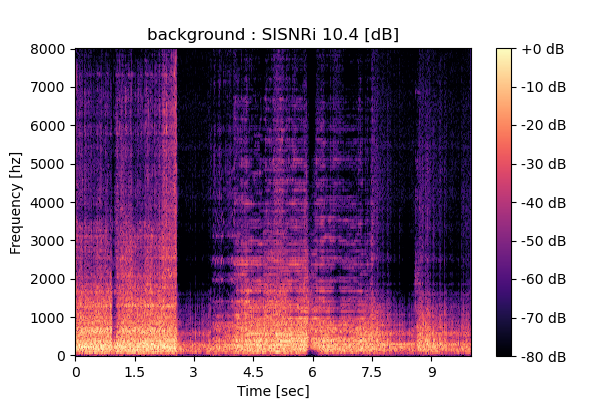 background : SISNRi 10.4 [dB]
8000
7000
6000
5000
4000
3000
2000
1000
0
Frequency [hz]
0 1.5 3 4.5 6 7.5 9
Time [sec]
+0 dB
-10 dB
-20 dB
-30 dB
-40 dB
-50 dB
-60 dB
-70 dB
-80 dB